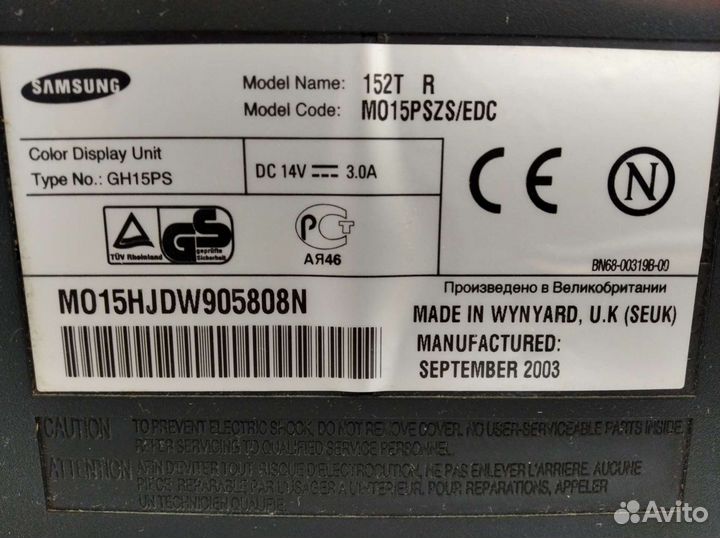 SAMSUNG
Model Name: 152T R
Model Code: MO15PSZS/EDC
Color Display Unit
Type No.: GH15PS
DC 14V ⎓ 3.0A
CE
N
TÜV Rheinland
GS
geprüfte
Sicherheit
РСТ
АЯ46
BN68-00319B-00
MO15HJDW905808N
Произведено в Великобритании
MADE IN WYNYARD, U.K (SEUK)
MANUFACTURED:
SEPTEMBER 2003
CAUTION TO PREVENT ELECTRIC SHOCK, DO NOT REMOVE COVER. NO USER-SERVICEABLE PARTS INSIDE.
REFER SERVICING TO QUALIFIED SERVICE PERSONNEL.
ATTENTION AFIN D'EVITER TOUT RISQUE D'ELECTROCUTION, NE PAS ENLEVER L'ARRIERE. AUCUNE
PIECE REPARABLE PAR L'USAGER A L'INTERIEUR. POUR REPARATIONS, APPELER
UN TECHNICIEN QUALIFIE
Avito